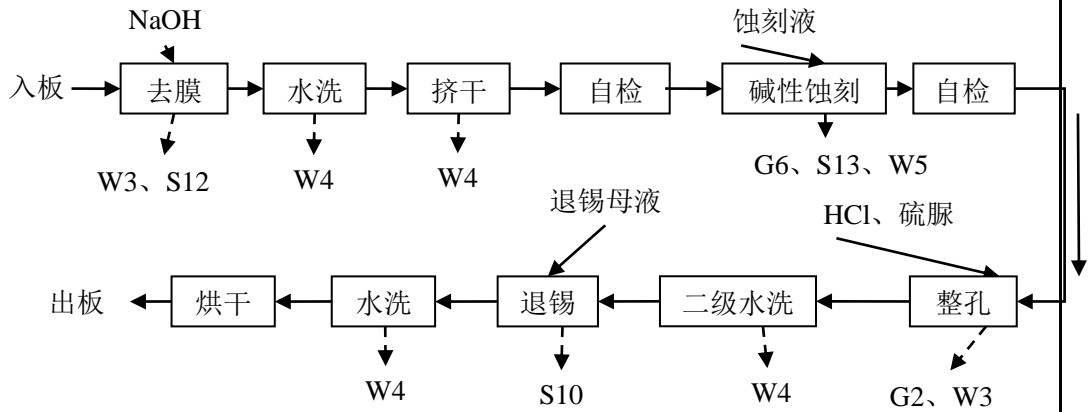 NaOH
蚀刻液
入板
去膜
水洗
挤干
自检
碱性蚀刻
自检
W3、S12
W4
W4
G6、S13、W5
退锡母液
HCl、硫脲
出板
烘干
水洗
退锡
二级水洗
整孔
W4
S10
W4
G2、W3